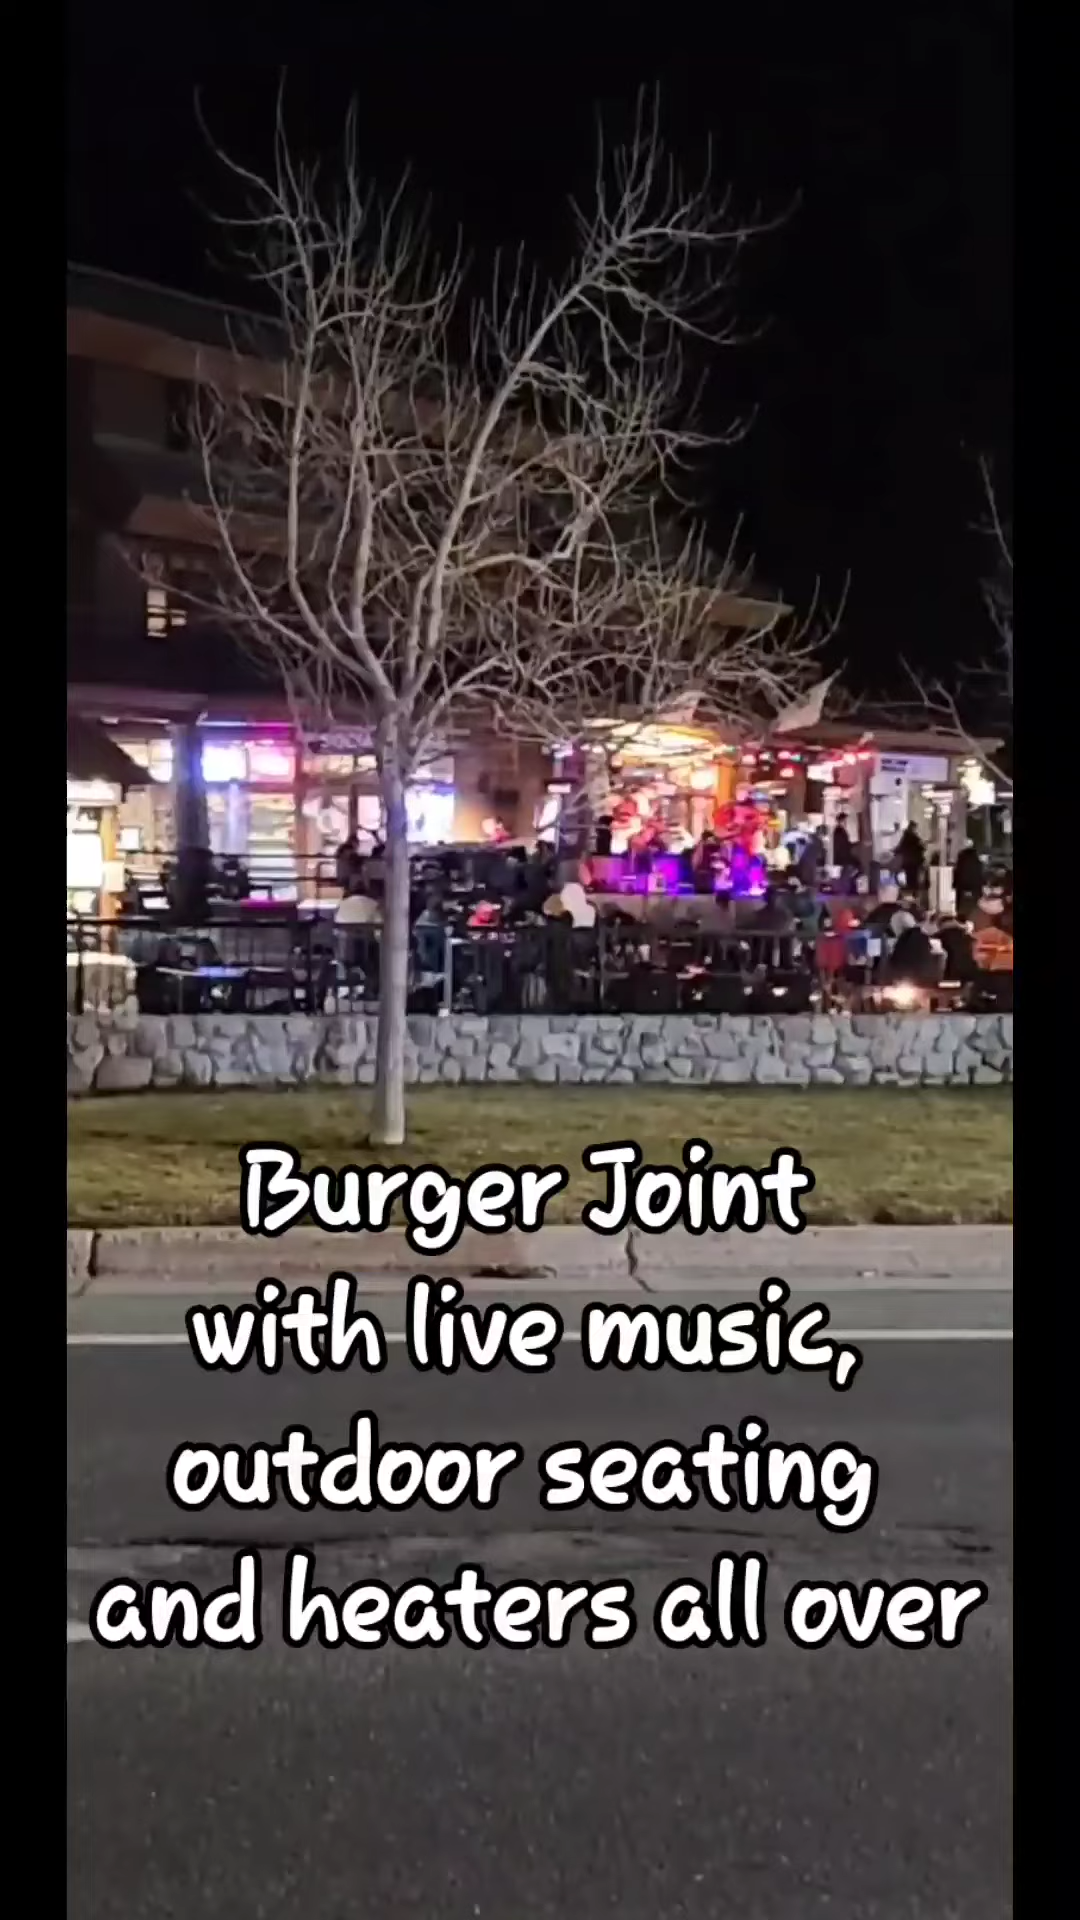 Burger Joint
with live music,
outdoor seating
and heaters all over